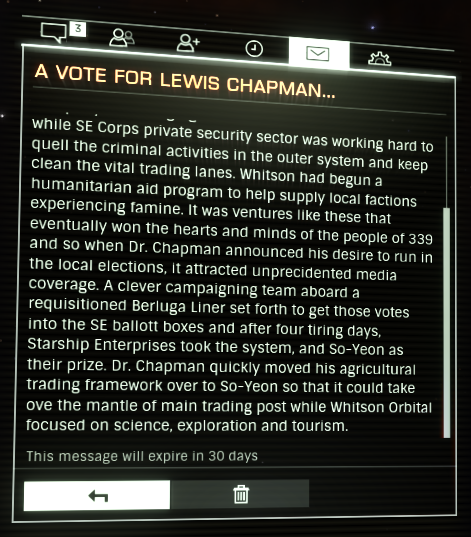 3
A VOTE FOR LEWIS CHAPMAN...
while SE Corps private security sector was working hard to
quell the criminal activities in the outer system and keep
clean the vital trading lanes. Whitson had begun a
humanitarian aid program to help supply local factions
experiencing famine. It was ventures like these that
eventually won the hearts and minds of the people of 339
and so when Dr. Chapman announced his desire to run in
the local elections, it attracted unprecidented media
coverage. A clever campaigning team aboard a
requisitioned Berluga Liner set forth to get those votes
into the SE ballott boxes and after four tiring days,
Starship Enterprises took the system, and So-Yeon as
their prize. Dr. Chapman quickly moved his agricultural
trading framework over to So-Yeon so that it could take
ove the mantle of main trading post while Whitson Orbital
focused on science, exploration and tourism.
This message will expire in 30 days